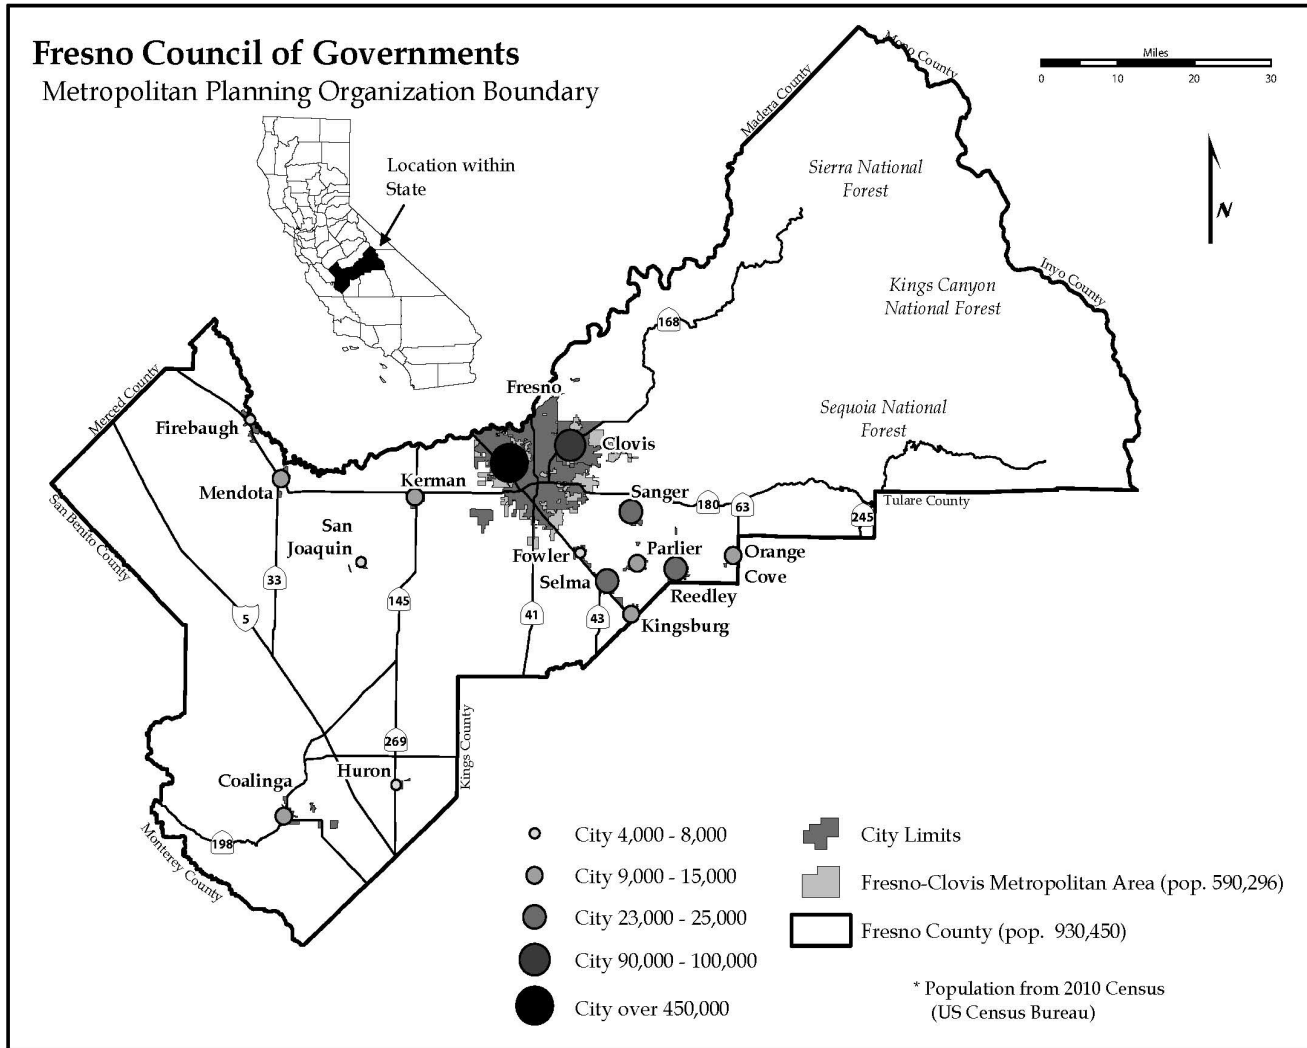 Fresno Council of Governments
Metropolitan Planning Organization Boundary
Location within
State
Miles
0 10 20 30
N
Mono County
Madera County
Sierra National
Forest
Inyo County
Kings Canyon
National Forest
168
Merced County
Fresno
Sequoia National
Forest
Firebaugh
Clovis
Mendota
Kerman
Sanger
180
63
245
Tulare County
San Benito County
San
Joaquin
Fowler
Parlier
Orange
Cove
33
145
Selma
Reedley
5
41
43
Kingsburg
269
Kings County
Coalinga
Huron
198
Monterey County
City 4,000 - 8,000
City 9,000 - 15,000
City 23,000 - 25,000
City 90,000 - 100,000
City over 450,000
City Limits
Fresno-Clovis Metropolitan Area (pop. 590,296)
Fresno County (pop. 930,450)
* Population from 2010 Census
(US Census Bureau)